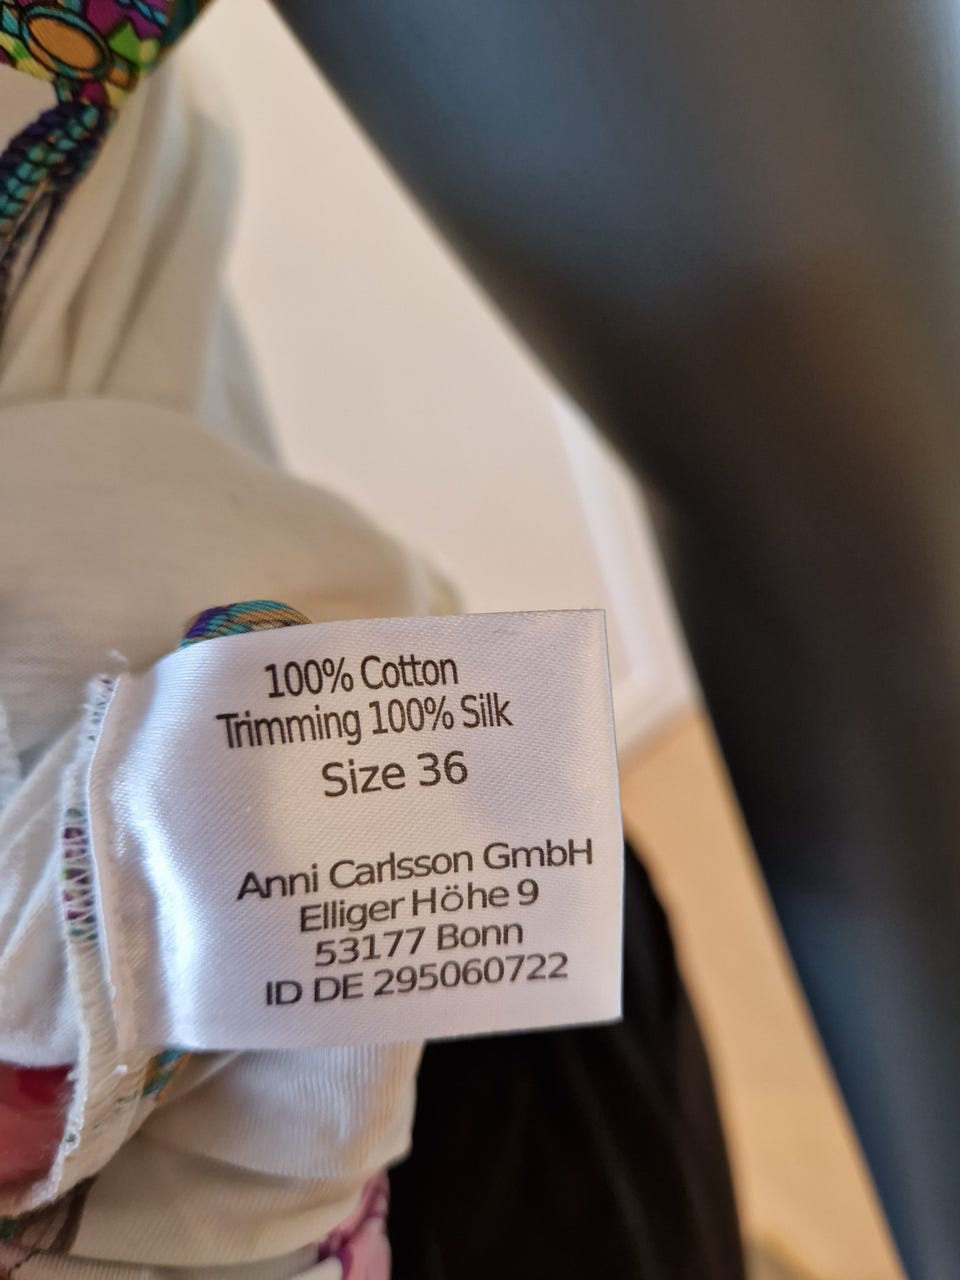 100% Cotton
Trimming 100% Silk
Size 36
Anni Carlsson GmbH
Elliger Höhe 9
53177 Bonn
ID DE 295060722